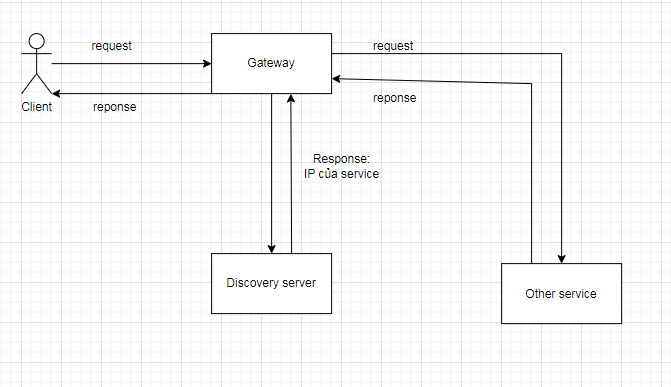 request
request
Gateway
Client
reponse
reponse
Response:
IP của service
Discovery server
Other service